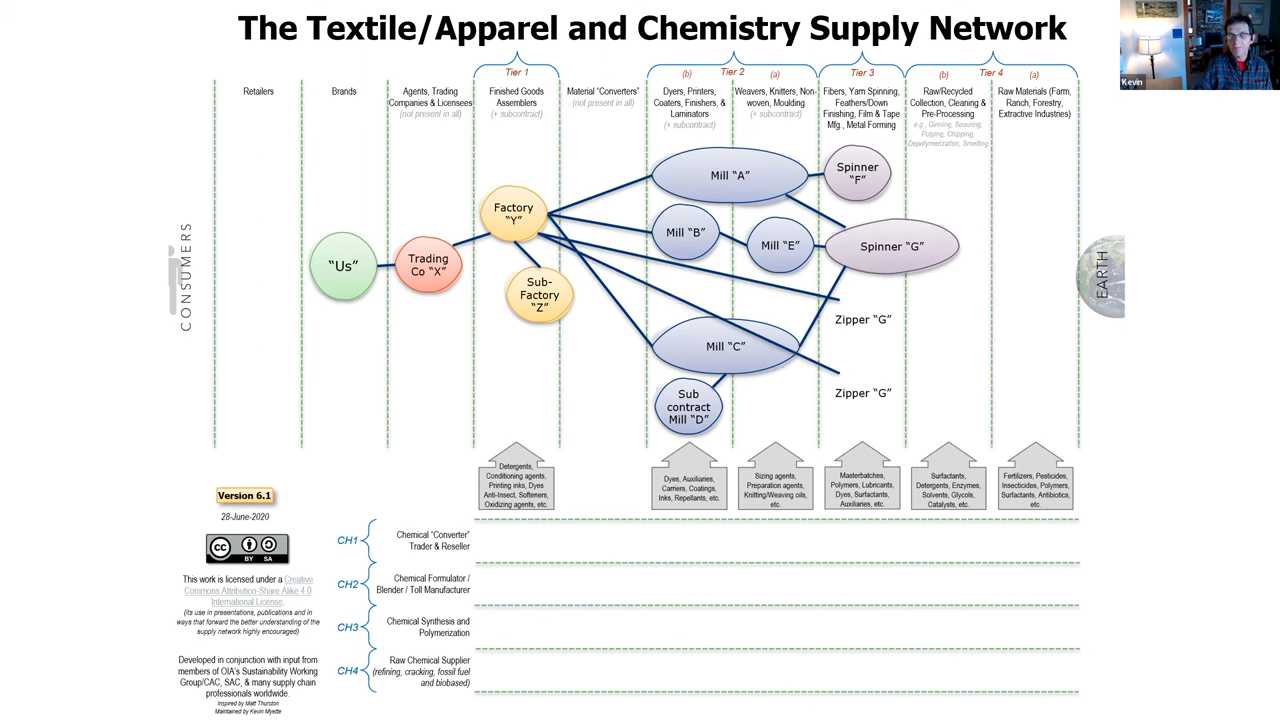 The Textile/Apparel and Chemistry Supply Network
Kevin
Tier 1
(b)
Tier 2
(a)
Tier 3
(b)
Tier 4
(a)
Retailers
Brands
Agents, Trading
Companies & Licensees
(not present in all)
Finished Goods
Assemblers
(+ subcontract)
Material “Converters”
(not present in all)
Dyers, Printers,
Coaters, Finishers, &
Laminators
(+ subcontract)
Weavers, Knitters, Non-
woven, Moulding
(+ subcontract)
Fibers, Yarn Spinning,
Feathers/Down
Finishing, Film & Tape
Mfg., Metal Forming
Raw/Recycled
Collection, Cleaning &
Pre-Processing
e.g., Ginning, Scouring,
Pulping, Chipping,
Depolymerization, Smelting
Raw Materials (Farm,
Ranch, Forestry,
Extractive Industries)
CONSUMERS
“Us”
Trading
Co “X”
Factory
“Y”
Sub-
Factory
“Z”
Mill “A”
Mill “B”
Mill “E”
Mill “C”
Sub
contract
Mill “D”
Spinner
“F”
Spinner “G”
Zipper “G”
Zipper “G”
EARTH
Detergents,
Conditioning agents,
Printing inks, Dyes
Anti-Insect, Softeners,
Oxidizing agents, etc.
Dyes, Auxiliaries,
Carriers, Coatings,
Inks, Repellants, etc.
Sizing agents,
Preparation agents,
Knitting/Weaving oils,
etc.
Masterbatches,
Polymers, Lubricants,
Dyes, Surfactants,
Auxiliaries, etc.
Surfactants,
Detergents, Enzymes,
Solvents, Glycols,
Catalysts, etc.
Fertilizers, Pesticides,
Insecticides, Polymers,
Surfactants, Antibiotics,
etc.
Version 6.1
28-June-2020
cc
BY SA
This work is licensed under a Creative
Commons Attribution-Share Alike 4.0
International License.
(Its use in presentations, publications and in
ways that forward the better understanding of the
supply network highly encouraged)
Developed in conjunction with input from
members of OIA's Sustainability Working
Group/CAC, SAC, & many supply chain
professionals worldwide.
Inspired by Matt Thurston
Maintained by Kevin Myette
CH1
Chemical “Converter”
Trader & Reseller
CH2
Chemical Formulator /
Blender / Toll Manufacturer
CH3
Chemical Synthesis and
Polymerization
CH4
Raw Chemical Supplier
(refining, cracking, fossil fuel
and biobased)